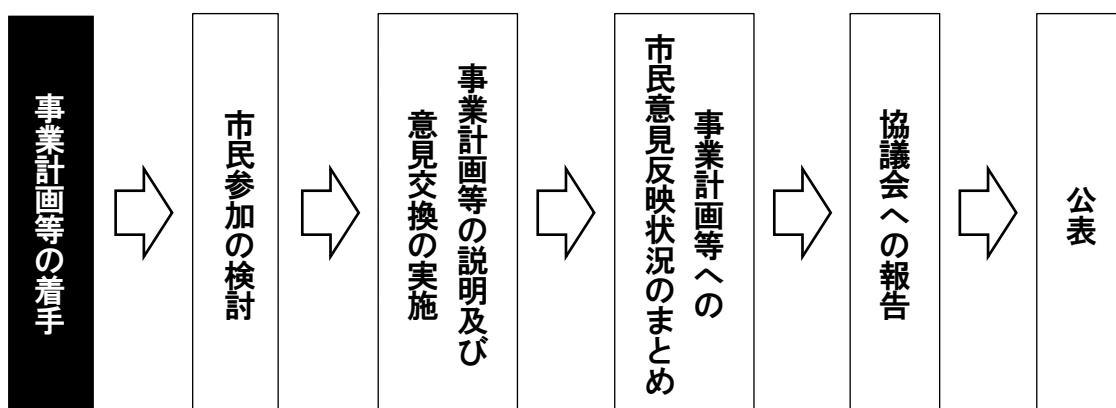 事業計画等の着手
市民参加の検討
事業計画等の説明及び
意見交換の実施
事業計画等への
市民意見反映状況のまとめ
協議会への報告
公表